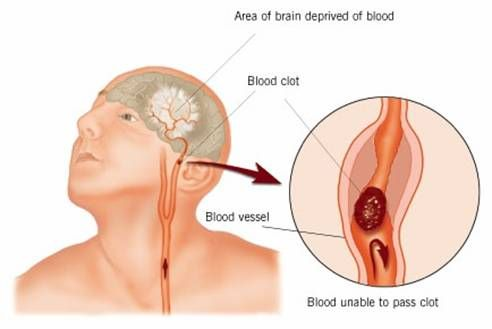 Area of brain deprived of blood
Blood clot
Blood vessel
Blood unable to pass clot